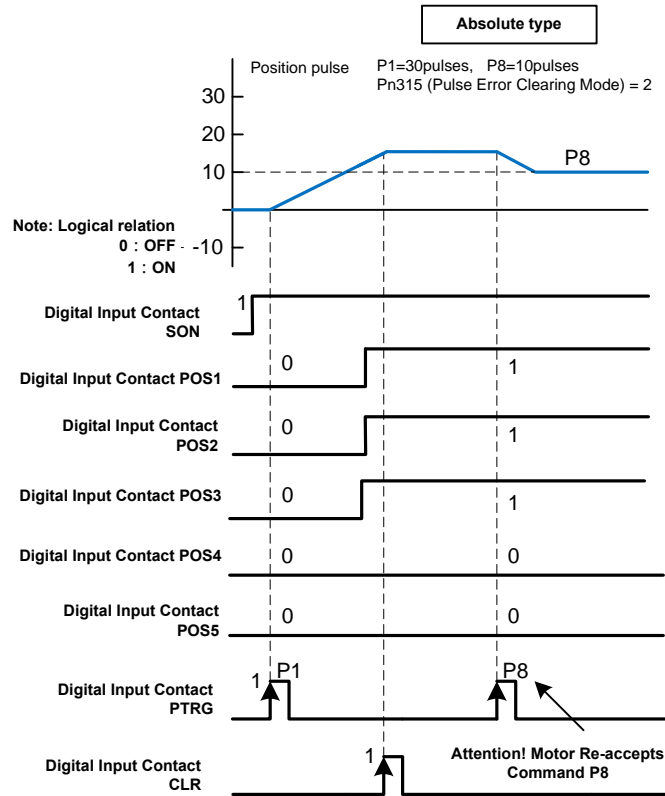 Absolute type
Position pulse P1=30pulses, P8=10pulses
Pn315 (Pulse Error Clearing Mode) = 2
30
20
10
P8
Note: Logical relation
0 : OFF
-10
1 : ON
1
Digital Input Contact
SON
0
1
Digital Input Contact POS1
Digital Input Contact
POS2
0
1
Digital Input Contact POS3
0
1
Digital Input Contact POS4
0
0
Digital Input Contact
POS5
0
0
P1
P8
1
Digital Input Contact
PTRG
1
Attention! Motor Re-accepts
Command P8
Digital Input Contact
CLR